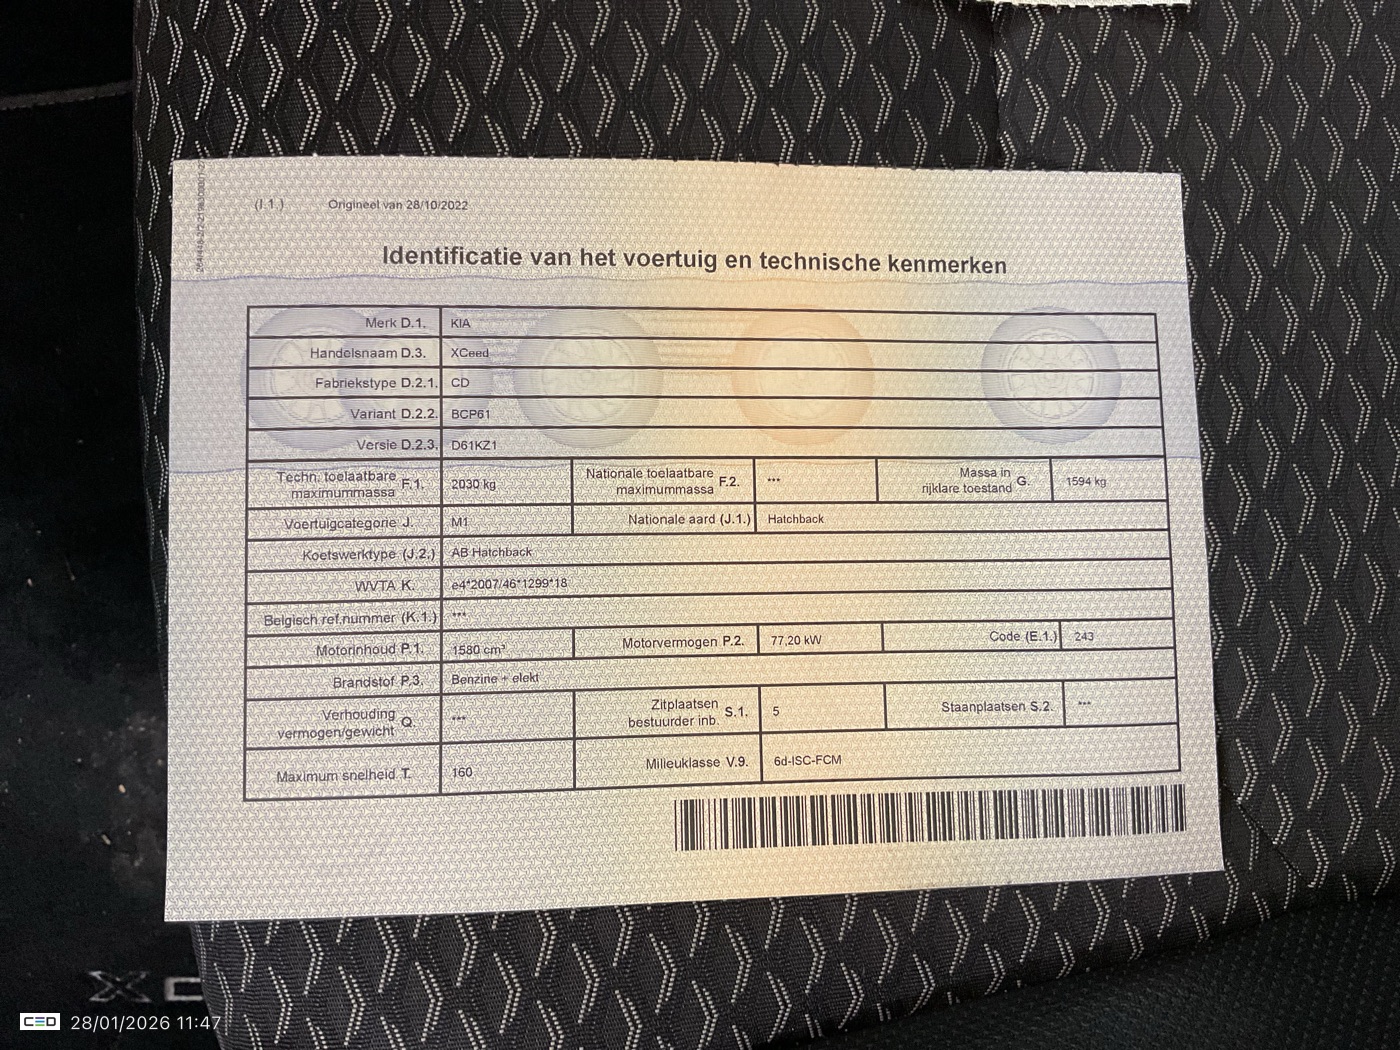 (I.1.) Origineel van 28/10/2022
Identificatie van het voertuig en technische kenmerken
Merk D.1. KIA
Handelsnaam D.3. XCeed
Fabriekstype D.2.1. CD
Variant D.2.2. BCP61
Versie D.2.3. D61KZ1
Techn. toelaatbare maximummassa F.1. 2030 kg Nationale toelaatbare maximummassa F.2. *** Massa in rijklare toestand G. 1594 kg
Voertuigcategorie J. M1 Nationale aard (J.1.) Hatchback
Koetswerktype (J.2.) AB Hatchback
WVTA K. e4*2007/46*1299*18
Belgisch ref.nummer (K.1.) ***
Motorinhoud P.1. 1580 cm³ Motorvermogen P.2. 77,20 kW Code (E.1.) 243
Brandstof P.3. Benzine + elekt
Verhouding vermogen/gewicht Q. *** Zitplaatsen bestuurder inb. S.1. 5 Staanplaatsen S.2. ***
Maximum snelheid T. 160 Milieuklasse V.9. 6d-ISC-FCM
XC
CED 28/01/2026 11:47